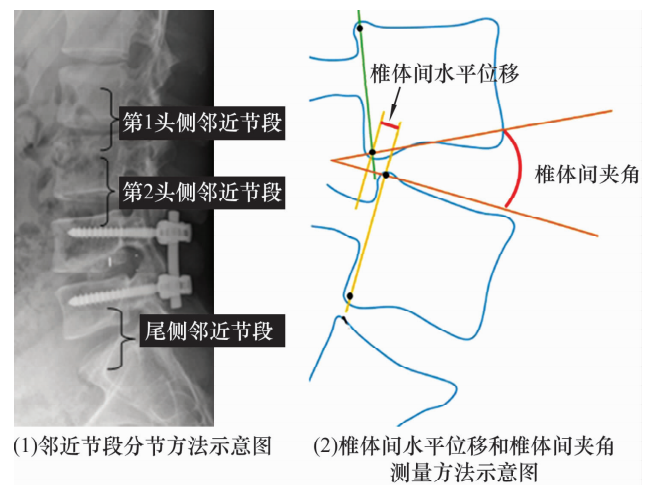 第1头侧邻近节段
第2头侧邻近节段
尾侧邻近节段
(1)邻近节段分节方法示意图
椎体间水平位移
椎体间夹角
(2)椎体间水平位移和椎体间夹角
测量方法示意图